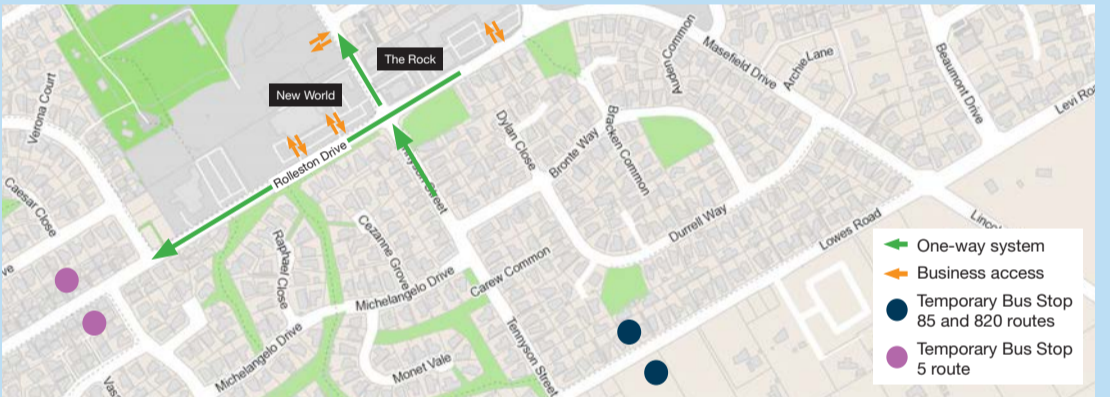 The Rock
New World
Rolleston Drive
Verona Court
Caesar Close
Raphael Close
Cezanne Grove
Michelangelo Drive
Michelangelo Drive
Monet Vale
Carew Common
Street
Tennyson Street
Dylan Close
Bronte Way
Bracken Common
Auden Common
Masefield Drive
Archie Lane
Beaumont Drive
Levi
Durrell Way
Lowes Road
One-way system
Business access
Temporary Bus Stop
85 and 820 routes
Temporary Bus Stop
5 route